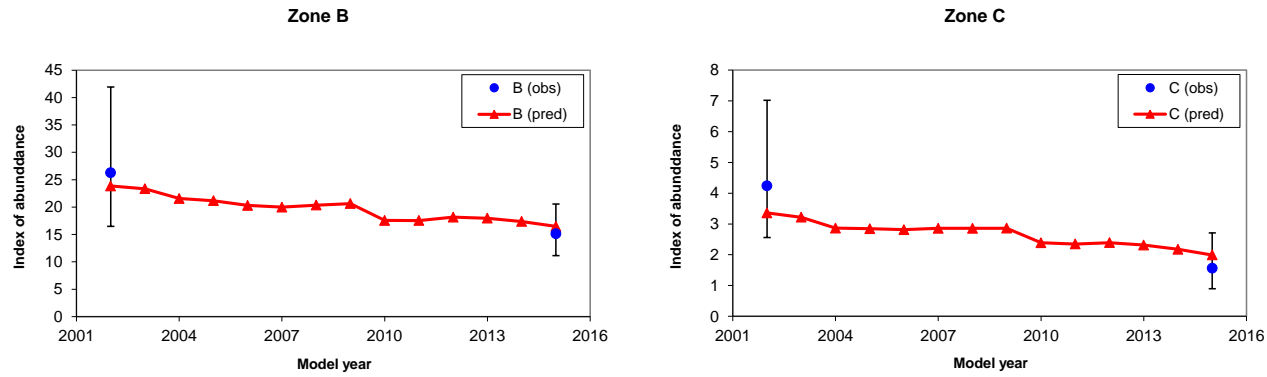 Zone B
45
40
35
30
25
20
15
10
5
0
Index of abunddance
B (obs)
B (pred)
2001 2004 2007 2010 2013 2016
Model year
Zone C
8
7
6
5
4
3
2
1
0
Index of abunddance
C (obs)
C (pred)
2001 2004 2007 2010 2013 2016
Model year